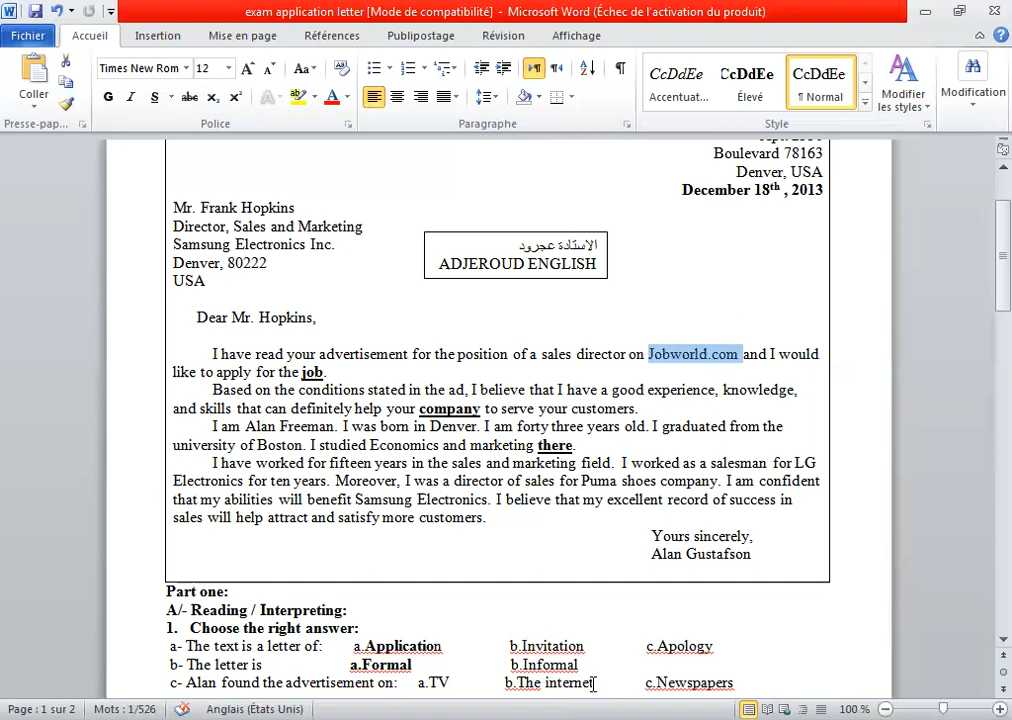 exam application letter [Mode de compatibilité] - Microsoft Word (Échec de l'activation du produit)
Fichier Accueil Insertion Mise en page Références Publipostage Révision Affichage
Times New Rom 12 Aa
Coller
G I S abc x₂ x² A ab A
CcDdEe CcDdEe CcDdEe
Accentuat... Élevé ¶ Normal
Modifier les styles
Modification
Presse-pap... Police Paragraphe Style
Boulevard 78163
Denver, USA
December 18th , 2013
Mr. Frank Hopkins
Director, Sales and Marketing
Samsung Electronics Inc.
Denver, 80222
USA
الاستاذة عجرود
ADJEROUD ENGLISH
Dear Mr. Hopkins,
I have read your advertisement for the position of a sales director on Jobworld.com and I would
like to apply for the job.
Based on the conditions stated in the ad, I believe that I have a good experience, knowledge,
and skills that can definitely help your company to serve your customers.
I am Alan Freeman. I was born in Denver. I am forty three years old. I graduated from the
university of Boston. I studied Economics and marketing there.
I have worked for fifteen years in the sales and marketing field. I worked as a salesman for LG
Electronics for ten years. Moreover, I was a director of sales for Puma shoes company. I am confident
that my abilities will benefit Samsung Electronics. I believe that my excellent record of success in
sales will help attract and satisfy more customers.
Yours sincerely,
Alan Gustafson
Part one:
A/- Reading / Interpreting:
1. Choose the right answer:
a- The text is a letter of: a.Application b.Invitation c.Apology
b- The letter is a.Formal b.Informal
c- Alan found the advertisement on: a.TV b.The internet c.Newspapers
Page : 1 sur 2 Mots : 1/526 Anglais (États Unis) 100 %